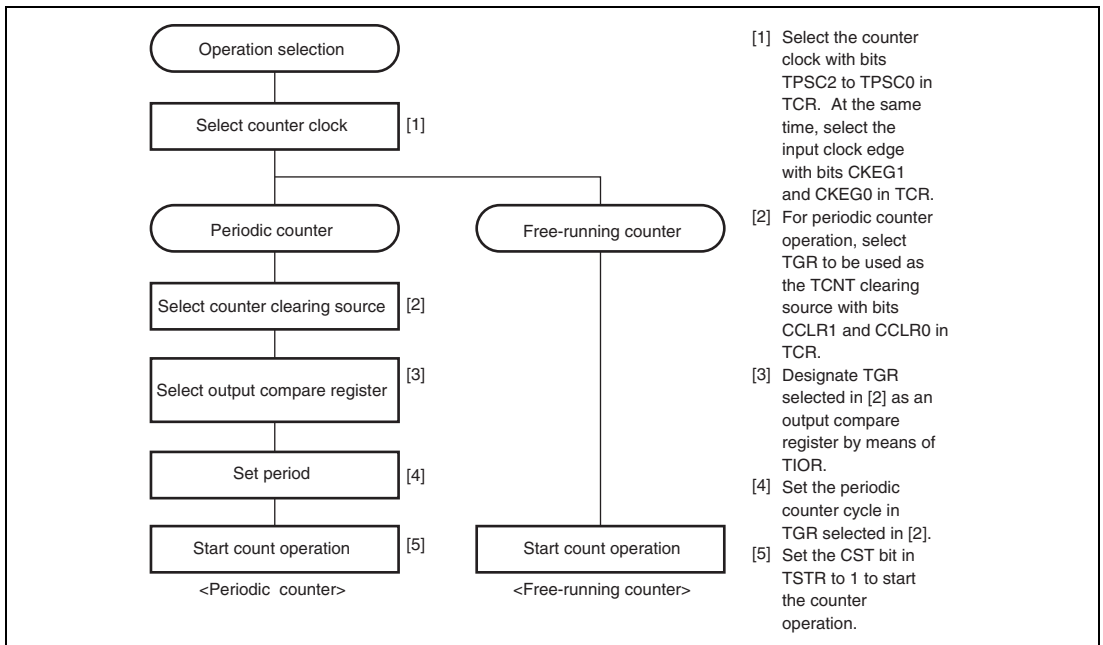 Operation selection
Select counter clock
[1]
Periodic counter
Free-running counter
Select counter clearing source
[2]
Select output compare register
[3]
Set period
[4]
Start count operation
[5]
Start count operation
<Periodic counter>
<Free-running counter>
[1] Select the counter
clock with bits
TPSC2 to TPSC0 in
TCR. At the same
time, select the
input clock edge
with bits CKEG1
and CKEG0 in TCR.
[2] For periodic counter
operation, select
TGR to be used as
the TCNT clearing
source with bits
CCLR1 and CCLR0 in
TCR.
[3] Designate TGR
selected in [2] as an
output compare
register by means of
TIOR.
[4] Set the periodic
counter cycle in
TGR selected in [2].
[5] Set the CST bit in
TSTR to 1 to start
the counter
operation.